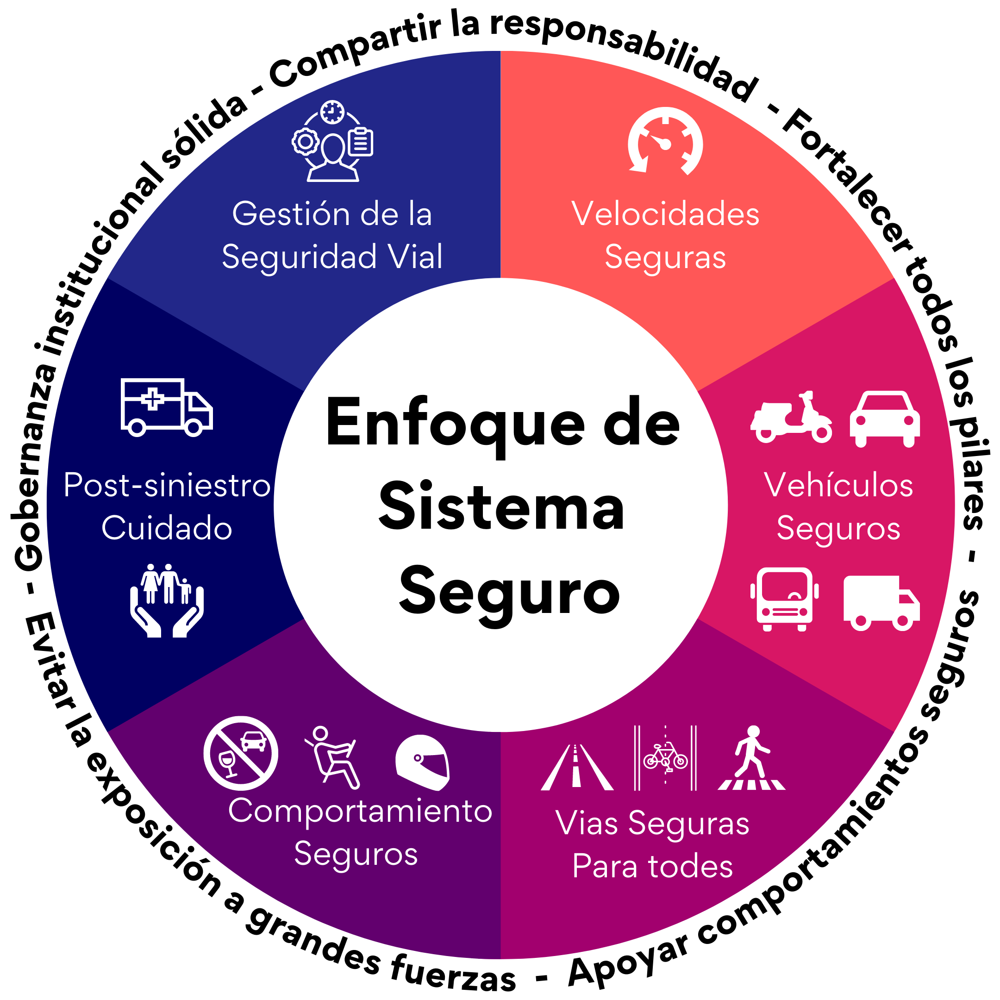 Compartir la responsabilidad - Fortalecer todos los pilares - Apoyar comportamientos seguros - Evitar la exposición a grandes fuerzas - Gobernanza institucional sólida -
Gestión de la
Seguridad Vial
Velocidades
Seguras
Vehículos
Seguros
Vias Seguras
Para todes
Comportamiento
Seguros
Post-siniestro
Cuidado
Enfoque de
Sistema
Seguro